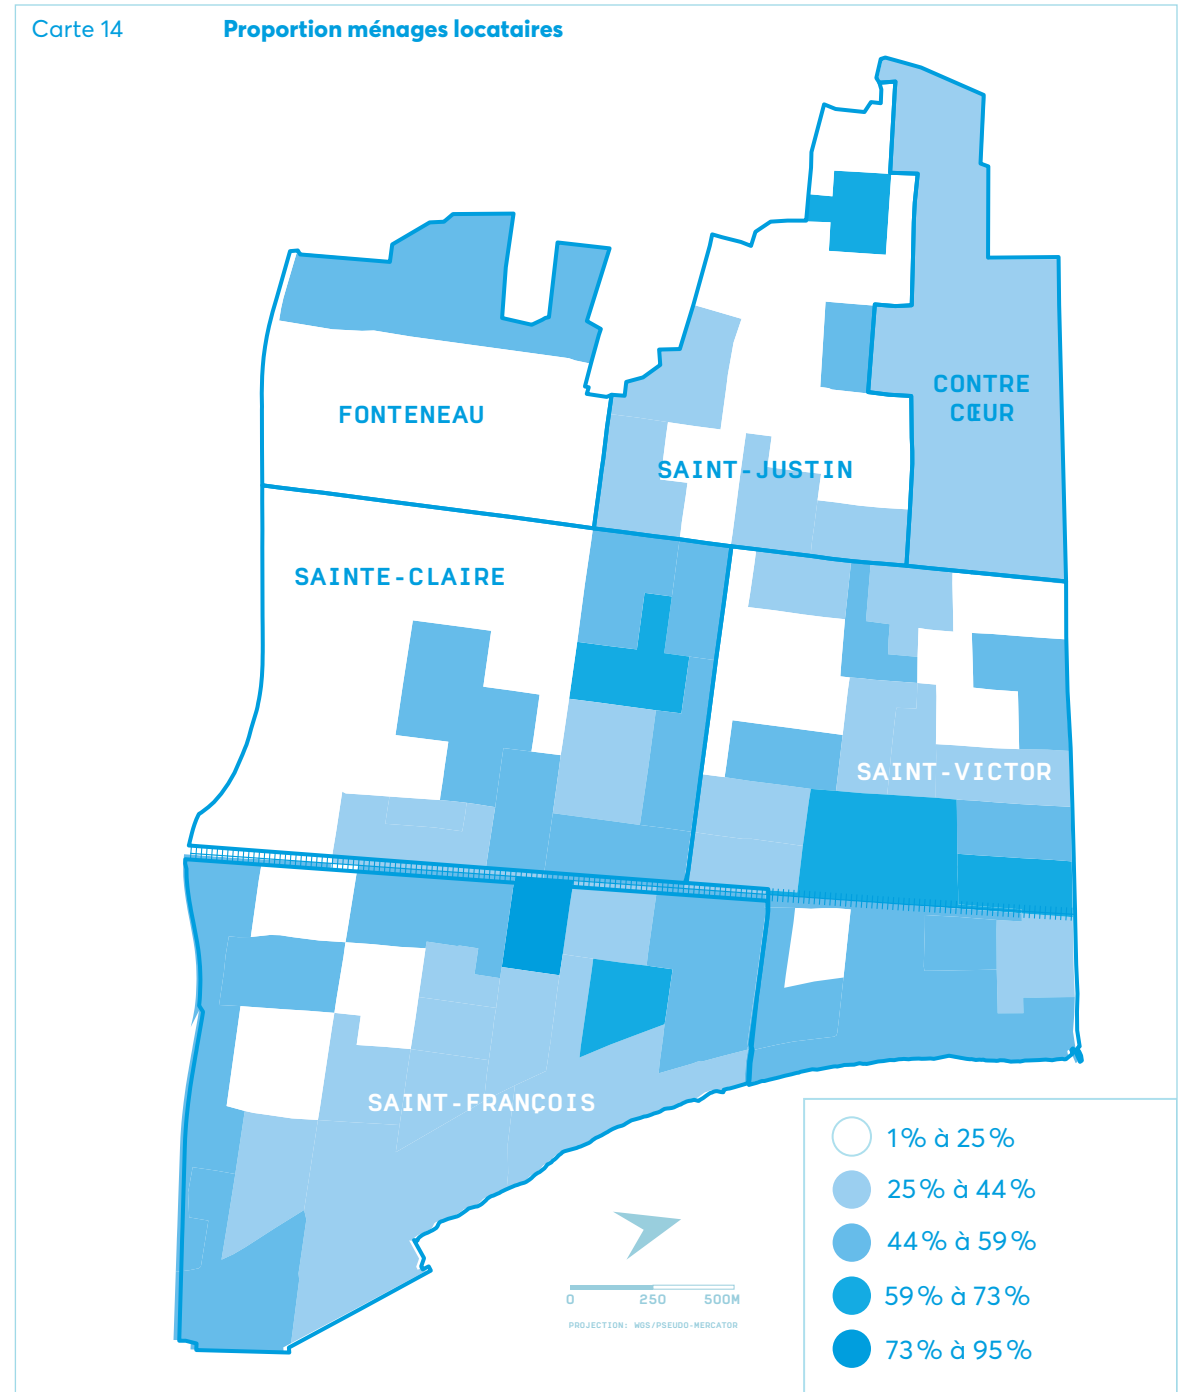 Carte 14 Proportion ménages locataires
CONTRE
CŒUR
FONTENEAU
SAINT-JUSTIN
SAINTE-CLAIRE
SAINT-VICTOR
SAINT-FRANÇOIS
1% à 25%
25% à 44%
44% à 59%
59% à 73%
73% à 95%
0 250 500M
PROJECTION: WGS/PSEUDO-MERCATOR